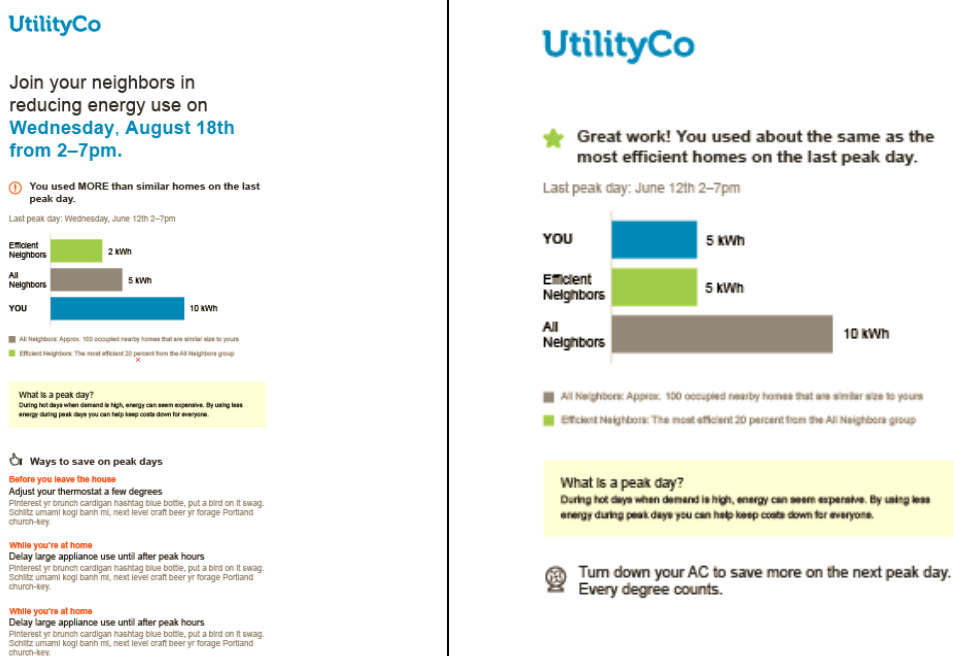 UtilityCo
Join your neighbors in
reducing energy use on
Wednesday, August 18th
from 2–7pm.
You used MORE than similar homes on the last
peak day.
Last peak day: Wednesday, June 12th 2–7pm
Efficient
Neighbors
2 kWh
All
Neighbors
5 kWh
YOU
10 kWh
All Neighbors: Approx. 100 occupied nearby homes that are similar size to yours
Efficient Neighbors: The most efficient 20 percent from the All Neighbors group
What is a peak day?
During hot days when demand is high, energy can seem expensive. By using less
energy during peak days you can help keep costs down for everyone.
Ways to save on peak days
Before you leave the house
Adjust your thermostat a few degrees
Pinterest yr brunch cardigan hashtag blue bottle, put a bird on it swag.
Schlitz umami kogi banh mi, next level craft beer yr forage Portland
church-key.
While you're at home
Delay large appliance use until after peak hours
Pinterest yr brunch cardigan hashtag blue bottle, put a bird on it swag.
Schlitz umami kogi banh mi, next level craft beer yr forage Portland
church-key.
While you're at home
Delay large appliance use until after peak hours
Pinterest yr brunch cardigan hashtag blue bottle, put a bird on it swag.
Schlitz umami kogi banh mi, next level craft beer yr forage Portland
church-key.
UtilityCo
Great work! You used about the same as the
most efficient homes on the last peak day.
Last peak day: June 12th 2–7pm
YOU
5 kWh
Efficient
Neighbors
5 kWh
All
Neighbors
10 kWh
All Neighbors: Approx. 100 occupied nearby homes that are similar size to yours
Efficient Neighbors: The most efficient 20 percent from the All Neighbors group
What is a peak day?
During hot days when demand is high, energy can seem expensive. By using less
energy during peak days you can help keep costs down for everyone.
Turn down your AC to save more on the next peak day.
Every degree counts.